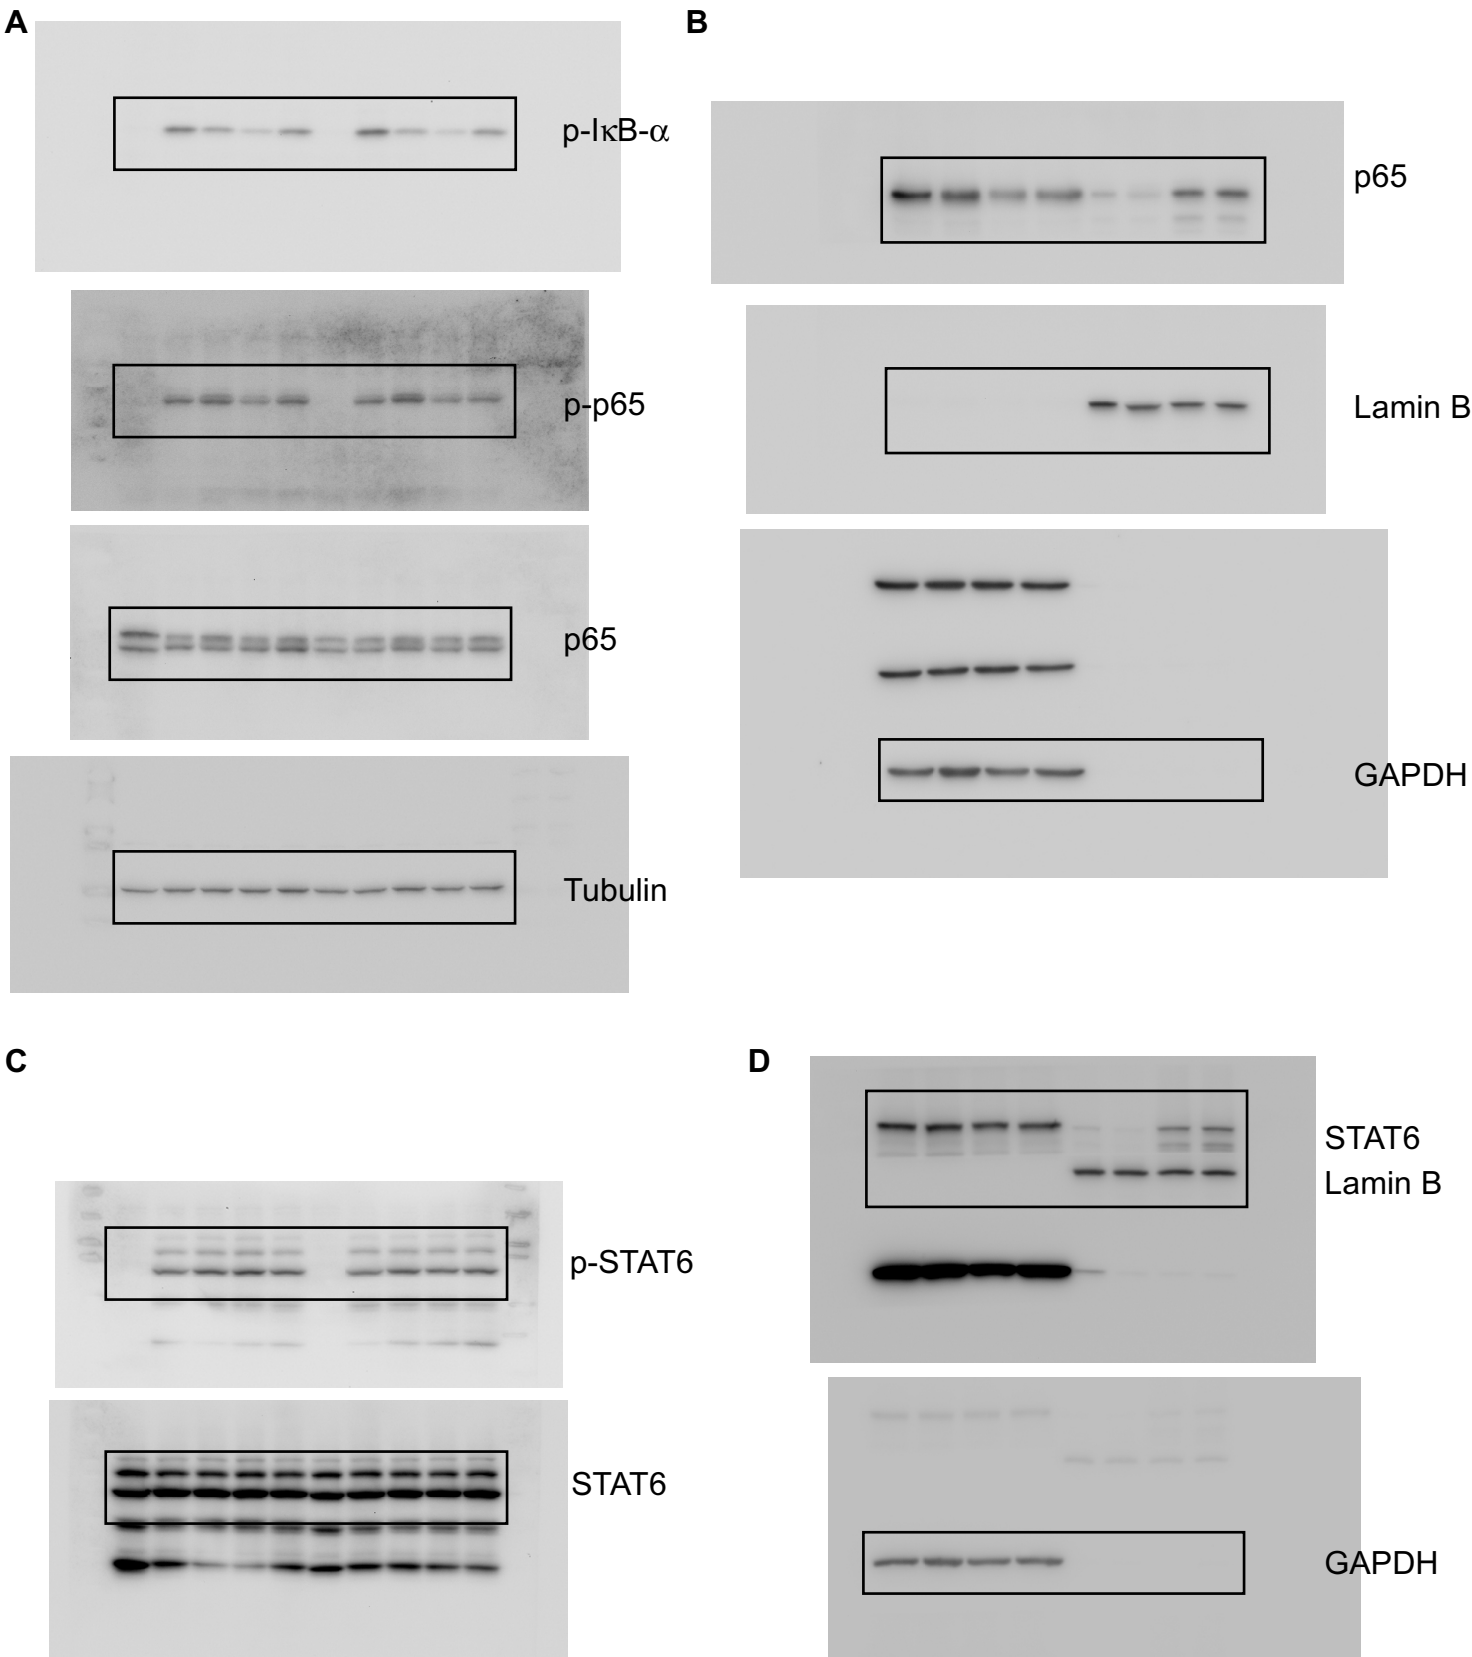 A
p-IκB-α
p-p65
p65
Tubulin
B
p65
Lamin B
GAPDH
C
p-STAT6
STAT6
D
STAT6
Lamin B
GAPDH